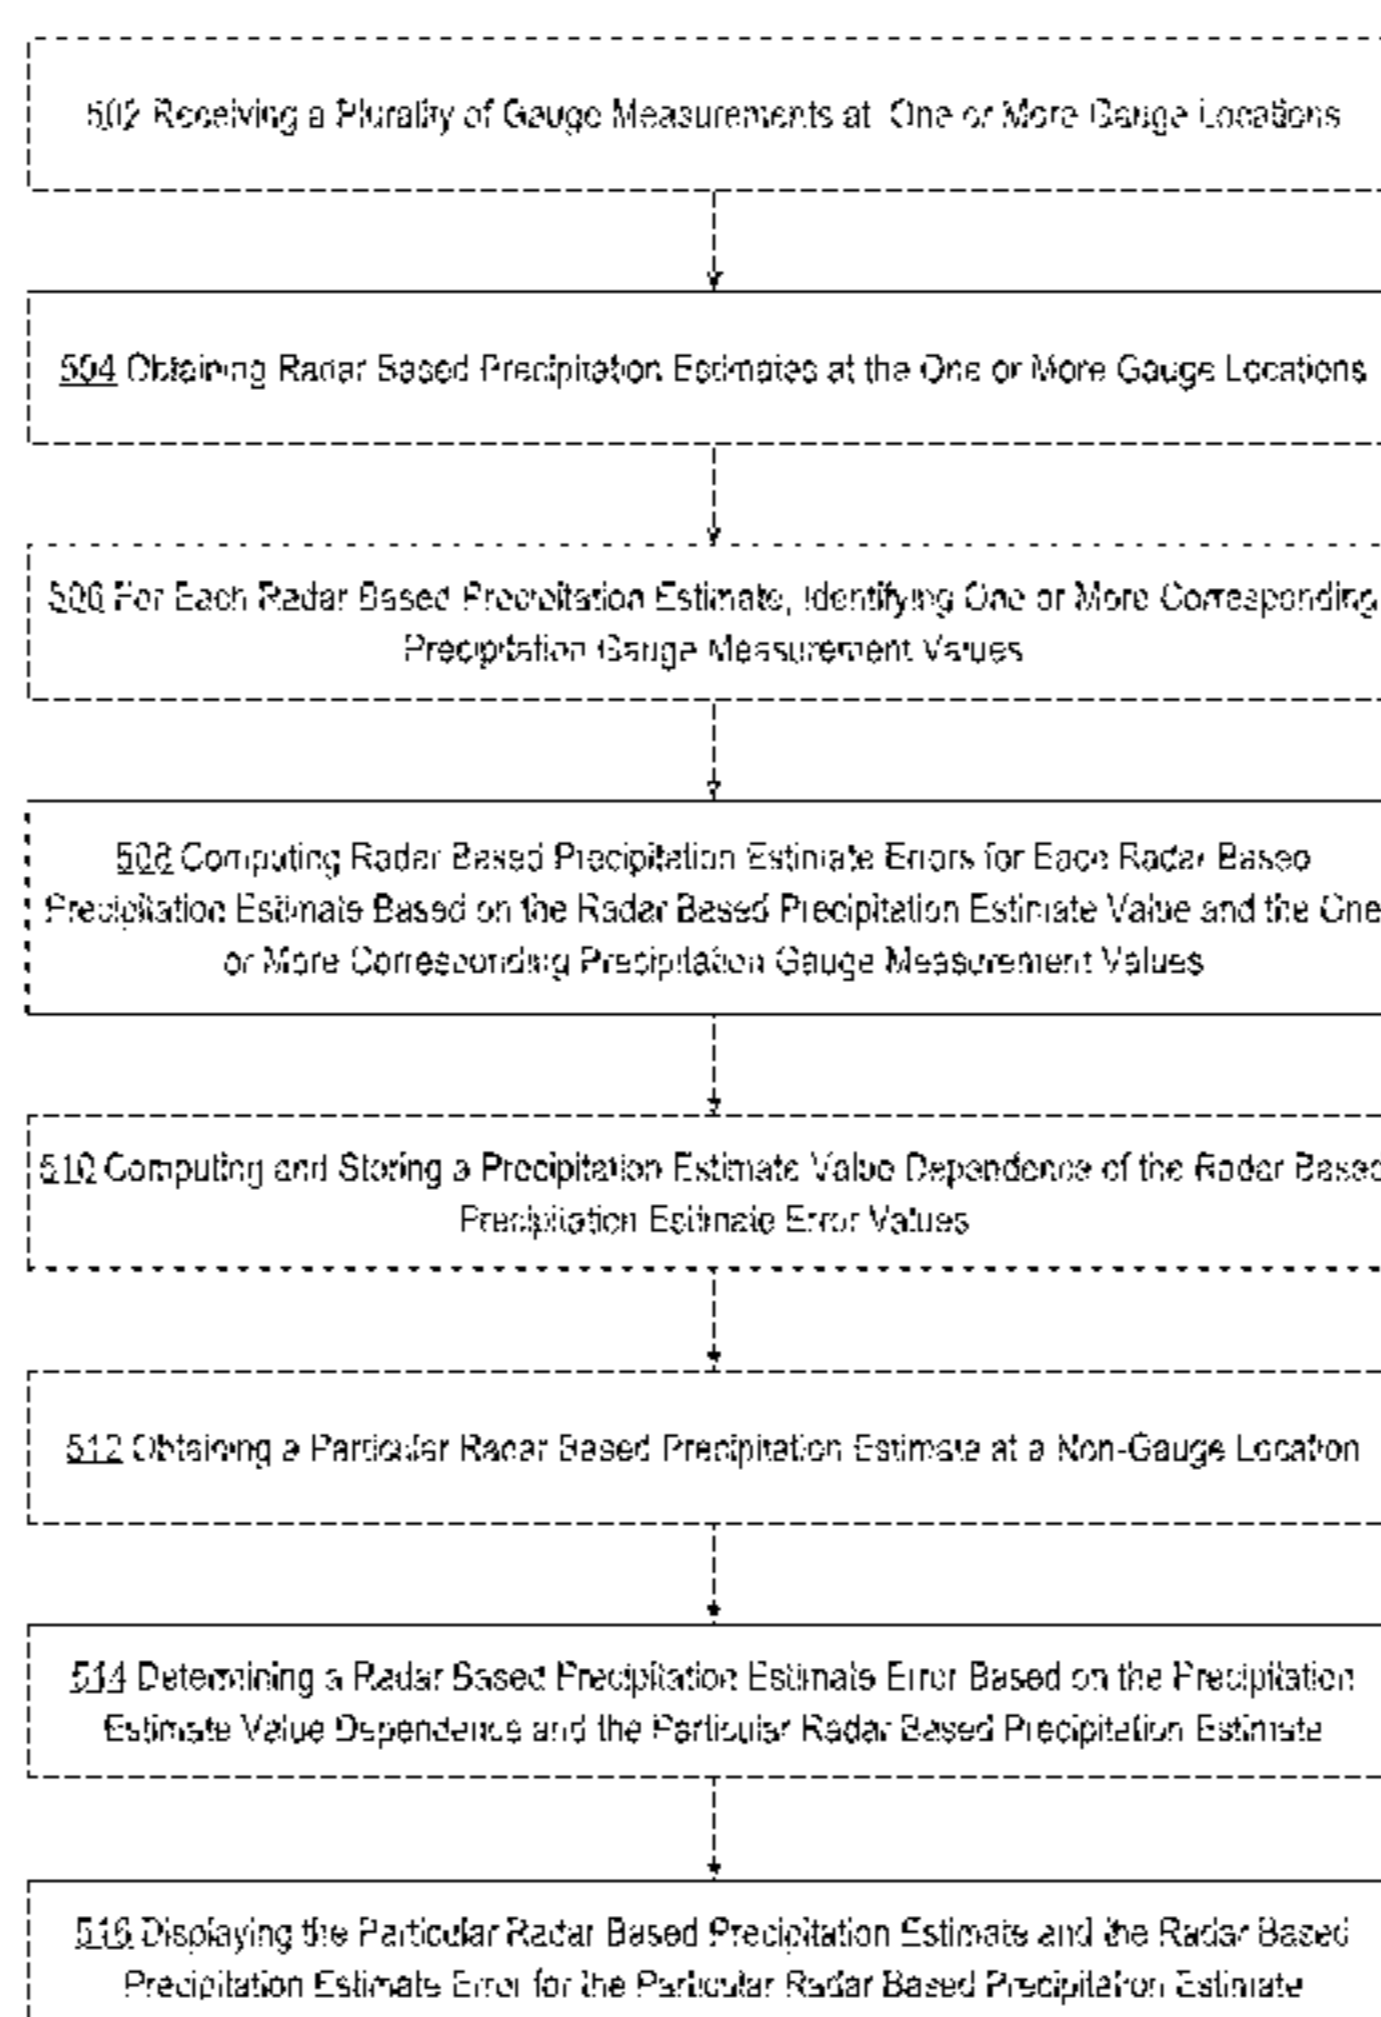 502 Receiving a Plurality of Gauge Measurements at One or More Gauge Locations
504 Obtaining Radar Based Precipitation Estimates at the One or More Gauge Locations
506 For Each Radar Based Precipitation Estimate, Identifying One or More Corresponding
Precipitation Gauge Measurement Values
508 Computing Radar Based Precipitation Estimate Errors for Each Radar Based
Precipitation Estimate Based on the Radar Based Precipitation Estimate Value and the One
or More Corresponding Precipitation Gauge Measurement Values
510 Computing and Storing a Precipitation Estimate Value Dependence of the Radar Based
Precipitation Estimate Error Values
512 Obtaining a Particular Radar Based Precipitation Estimate at a Non-Gauge Location
514 Determining a Radar Based Precipitation Estimate Error Based on the Precipitation
Estimate Value Dependence and the Particular Radar Based Precipitation Estimate
516 Displaying the Particular Radar Based Precipitation Estimate and the Radar Based
Precipitation Estimate Error for the Particular Radar Based Precipitation Estimate